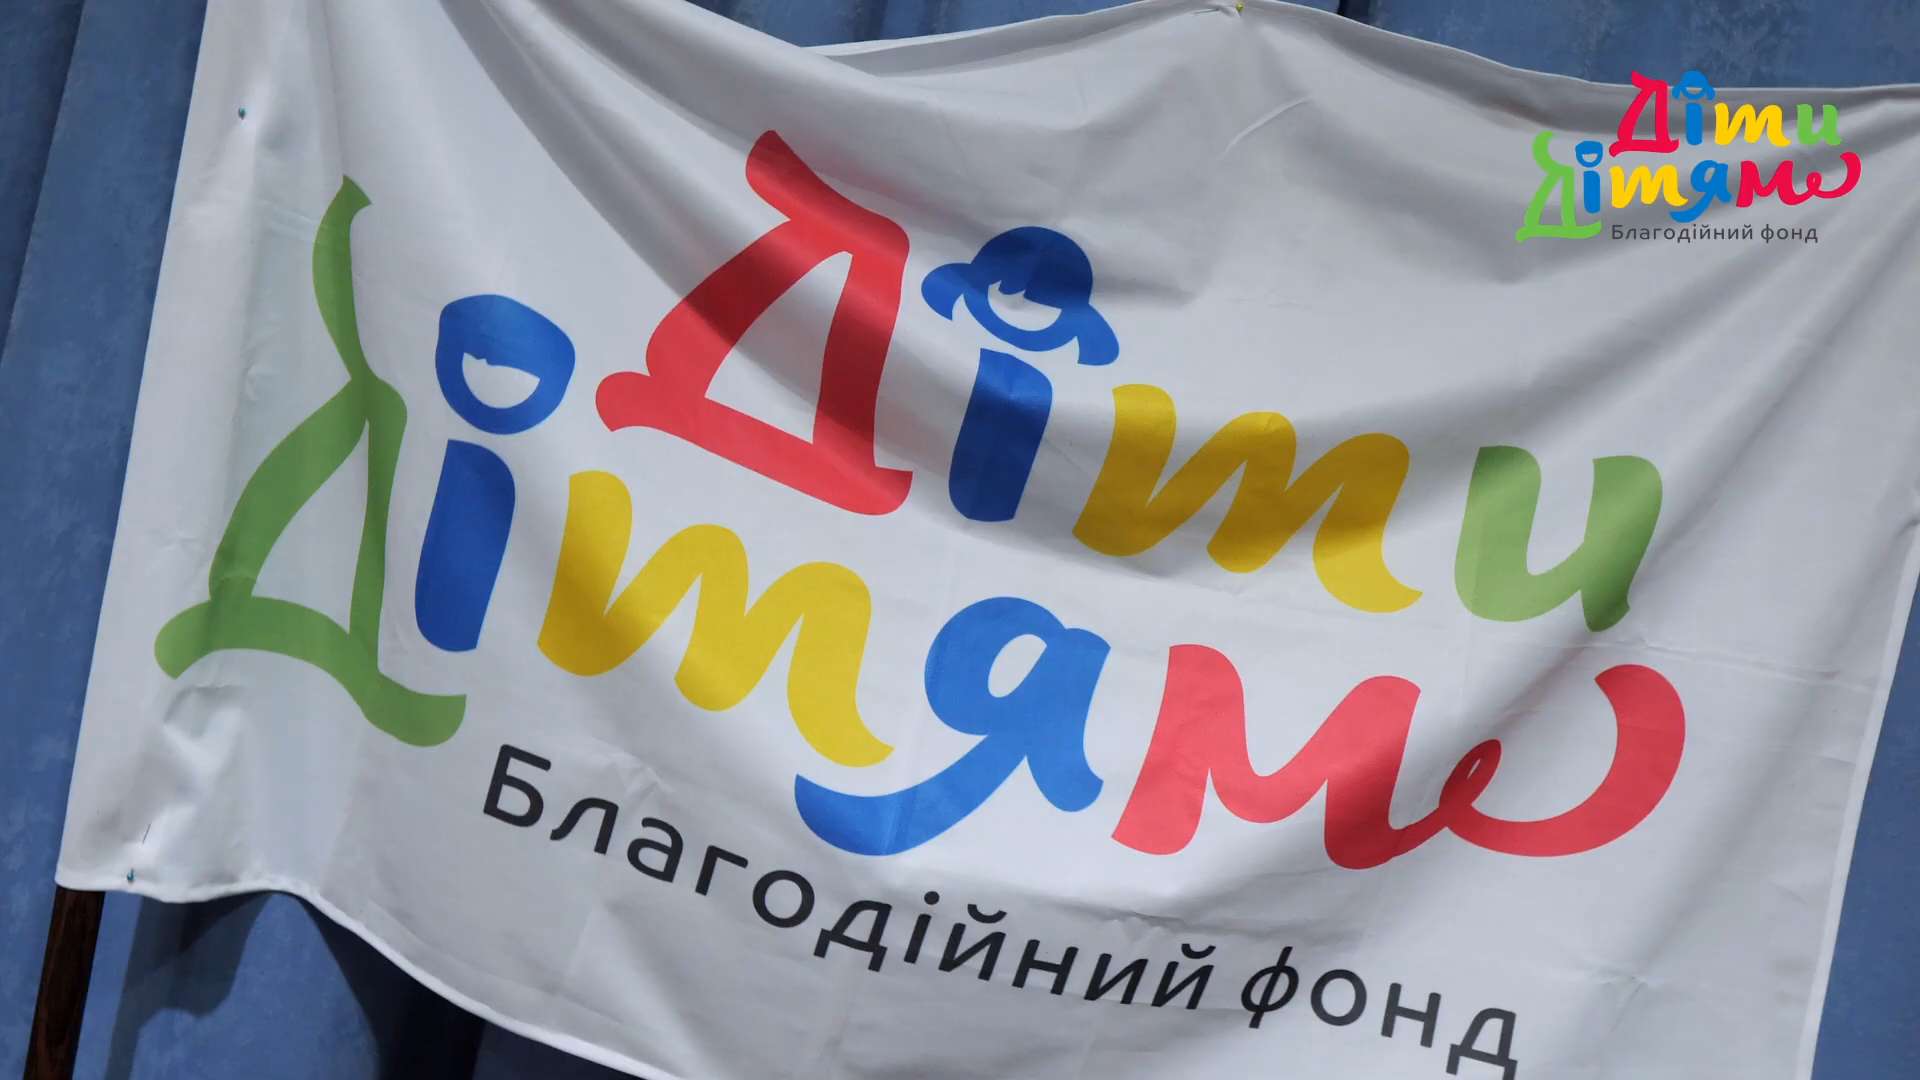 Діти
Дітям
Благодійний фонд
Діти
Дітям
Благодійний фонд